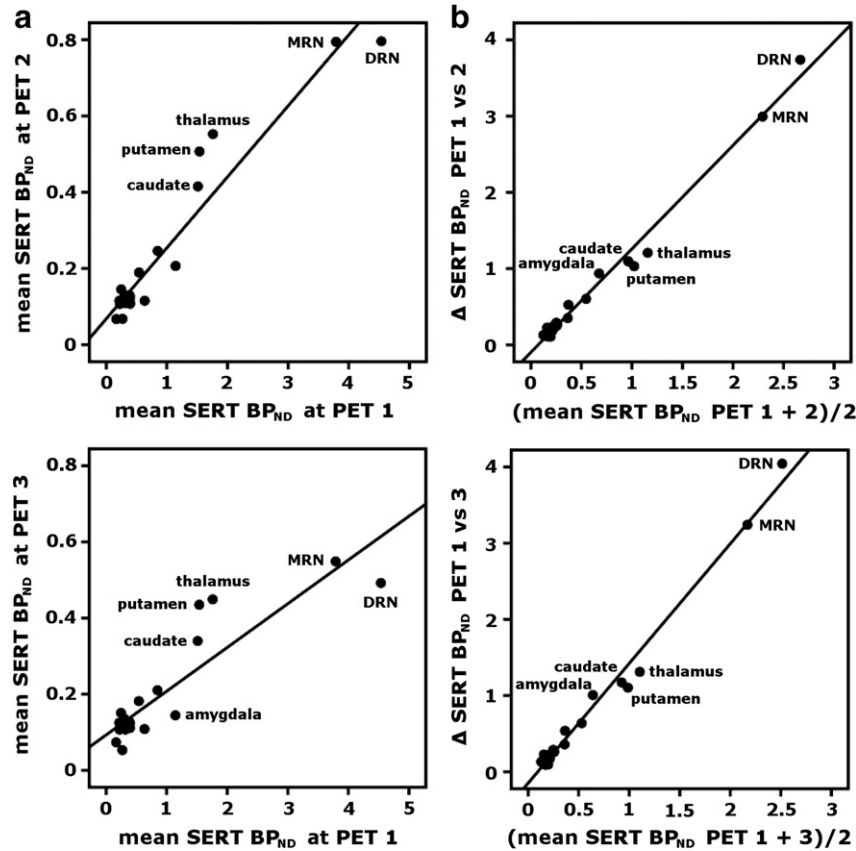 a
mean SERT BPND at PET 2
0.8
0.6
0.4
0.2
0
MRN
DRN
thalamus
putamen
caudate
0 1 2 3 4 5
mean SERT BPND at PET 1
b
Δ SERT BPND PET 1 vs 2
4
3
2
1
0
DRN
MRN
caudate
amygdala
thalamus
putamen
0 0.5 1 1.5 2 2.5 3
(mean SERT BPND PET 1 + 2)/2
mean SERT BPND at PET 3
0.8
0.6
0.4
0.2
0
MRN
DRN
thalamus
putamen
caudate
amygdala
0 1 2 3 4 5
mean SERT BPND at PET 1
Δ SERT BPND PET 1 vs 3
4
3
2
1
0
DRN
MRN
caudate
amygdala
thalamus
putamen
0 0.5 1 1.5 2 2.5 3
(mean SERT BPND PET 1 + 3)/2